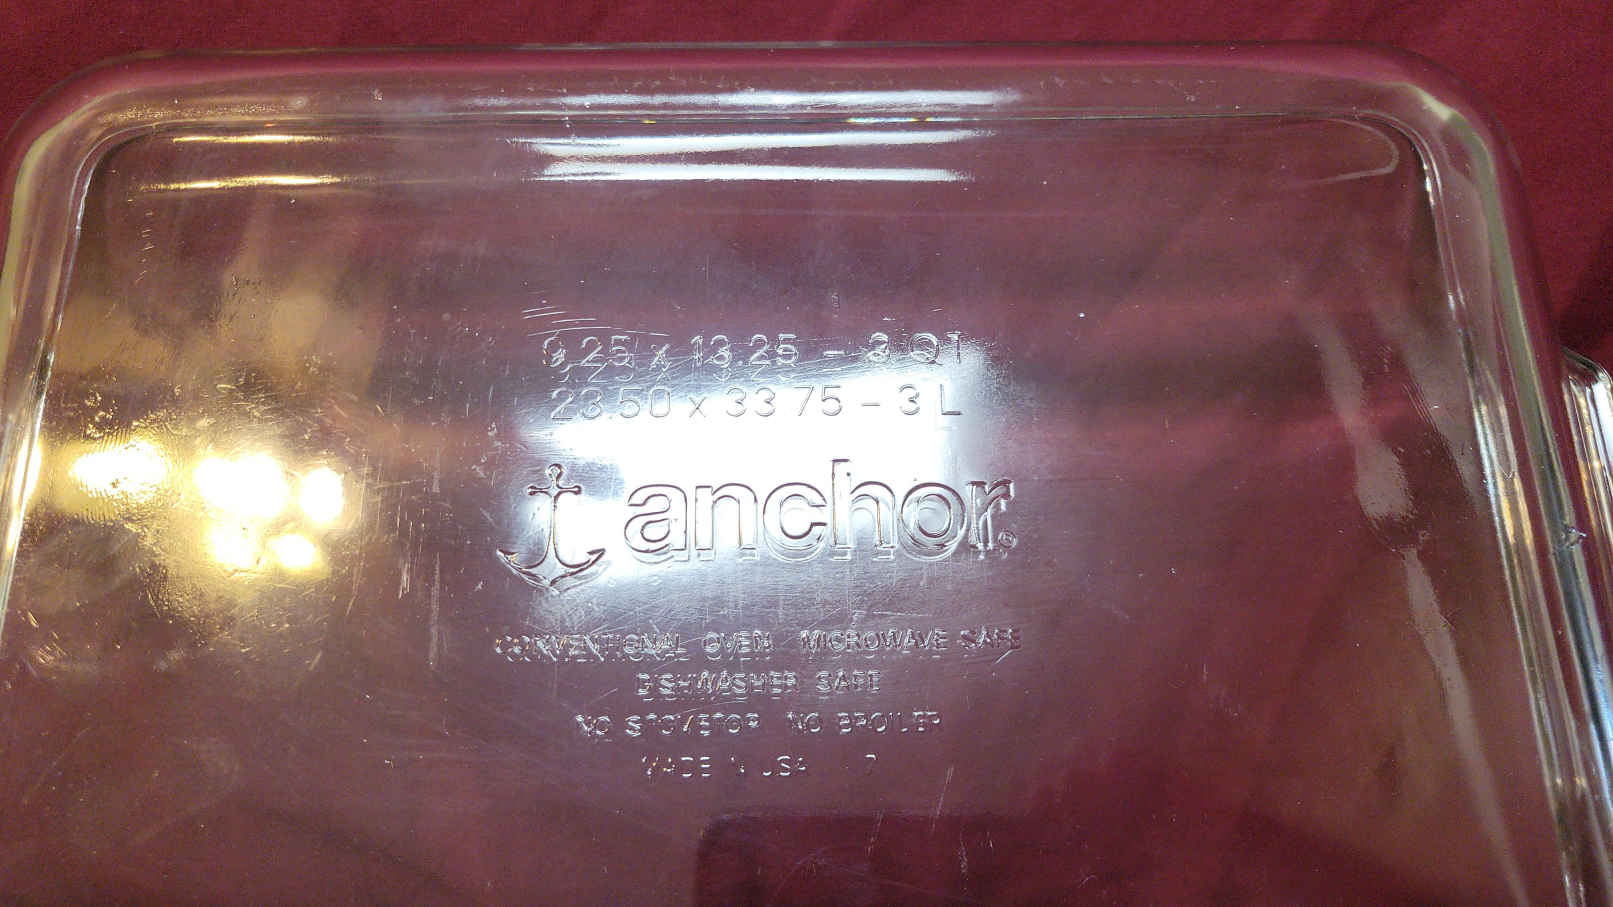 9.25 x 13.25 - 3 QT
23.50 x 33.75 - 3 L
anchor®
CONVENTIONAL OVEN MICROWAVE SAFE
DISHWASHER SAFE
NO STOVETOP NO BROILER
MADE IN USA 7